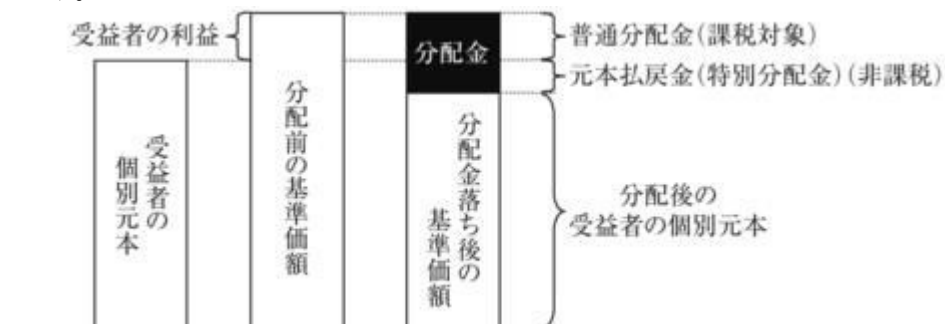 受益者の利益
分配金
普通分配金(課税対象)
元本払戻金(特別分配金)(非課税)
受益者の
個別元本
分配前の基準価額
分配金落ち後の
基準価額
分配後の
受益者の個別元本